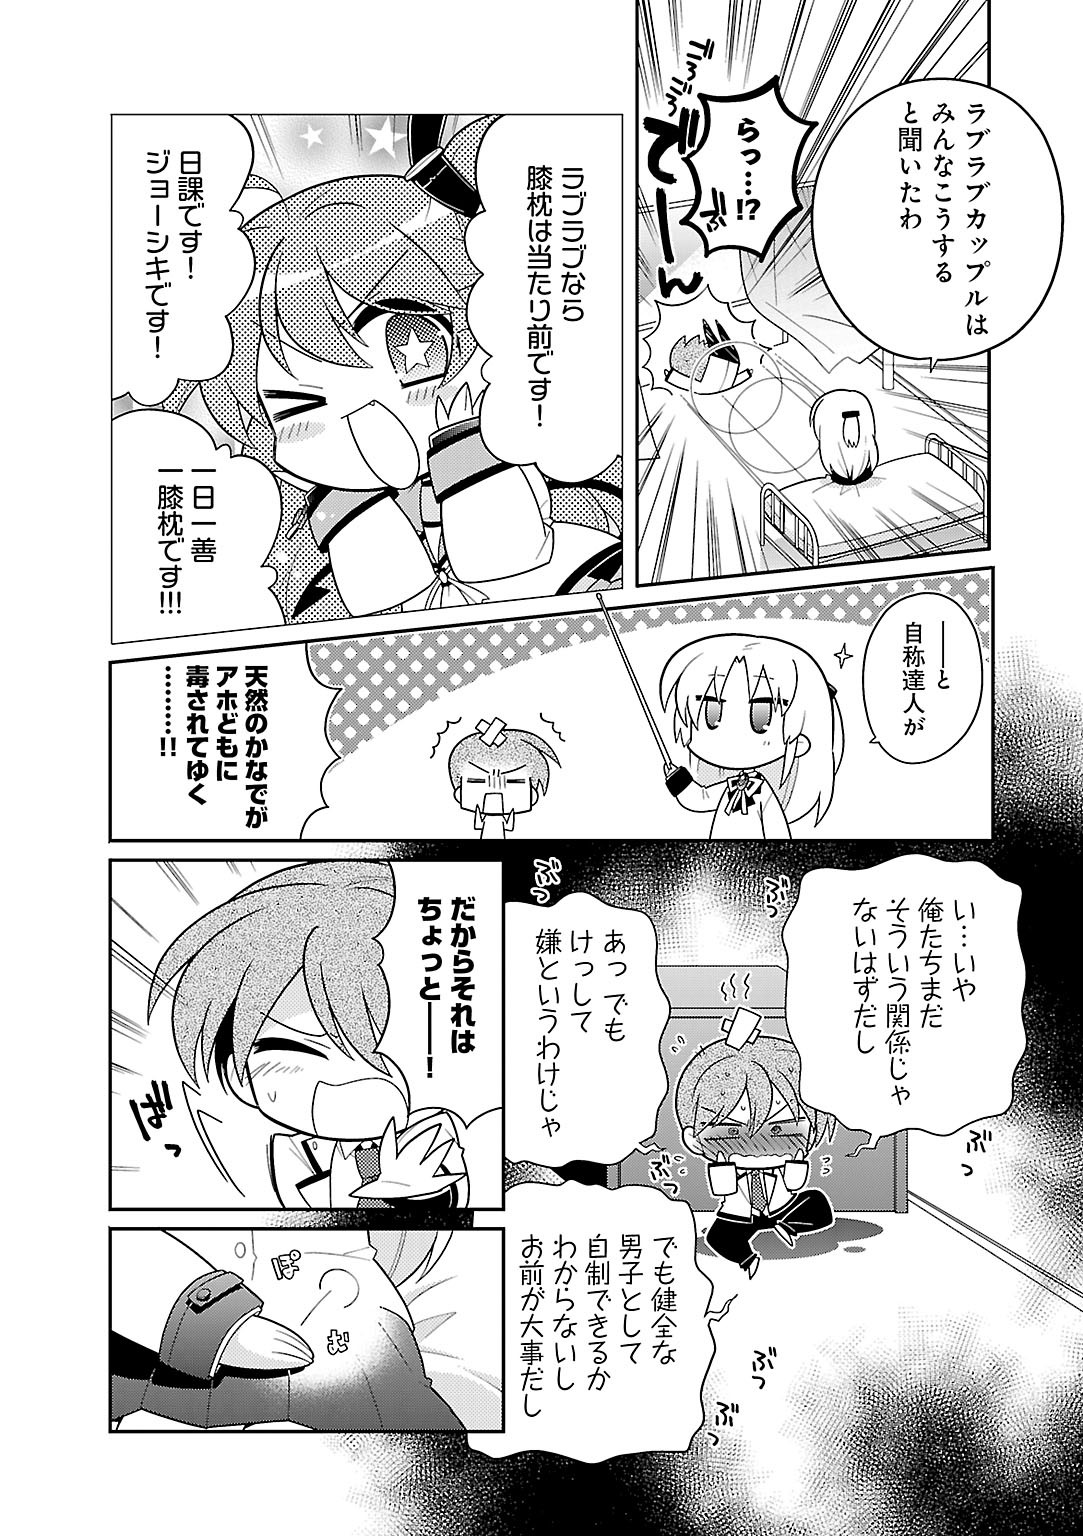 ラブラブカップルは
みんなこうする
と聞いたわ
らっ…!?
ぶんっ
てーん
ラブラブなら
膝枕は当たり前です！
日課です！
ジョーシキです！
一日一善
一膝枕です!!!
――と
自称達人が
天然のかなでが
アホどもに
毒されてゆく
………!!
い…いや
俺たちまだ
そういう関係じゃ
ないはずだし
ぶつ
ぶつ
あっ でも
けっして
嫌というわけじゃ
ぶつ
ぶつ
でも健全な
男子として
自制できるか
わからないし
お前が大事だし
ぶつ
だからそれは
ちょっと――！
ぎゃっ
ぽむ